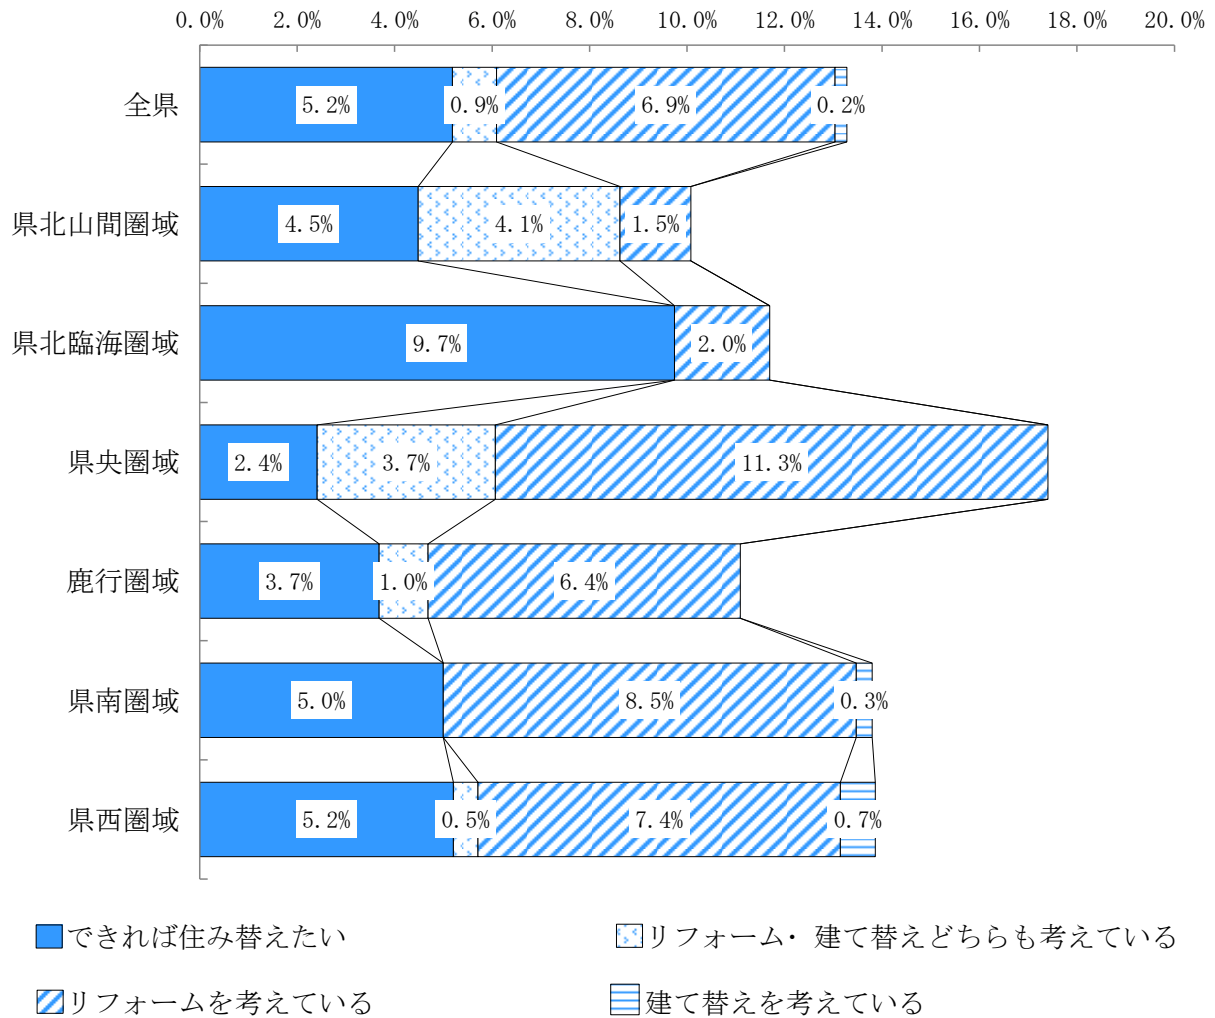 0.0% 2.0% 4.0% 6.0% 8.0% 10.0% 12.0% 14.0% 16.0% 18.0% 20.0%
全県 5.2% 0.9% 6.9% 0.2%
県北山間圏域 4.5% 4.1% 1.5%
県北臨海圏域 9.7% 2.0%
県央圏域 2.4% 3.7% 11.3%
鹿行圏域 3.7% 1.0% 6.4%
県南圏域 5.0% 8.5% 0.3%
県西圏域 5.2% 0.5% 7.4% 0.7%
できれば住み替えたい リフォーム・建て替えどちらも考えている
リフォームを考えている 建て替えを考えている